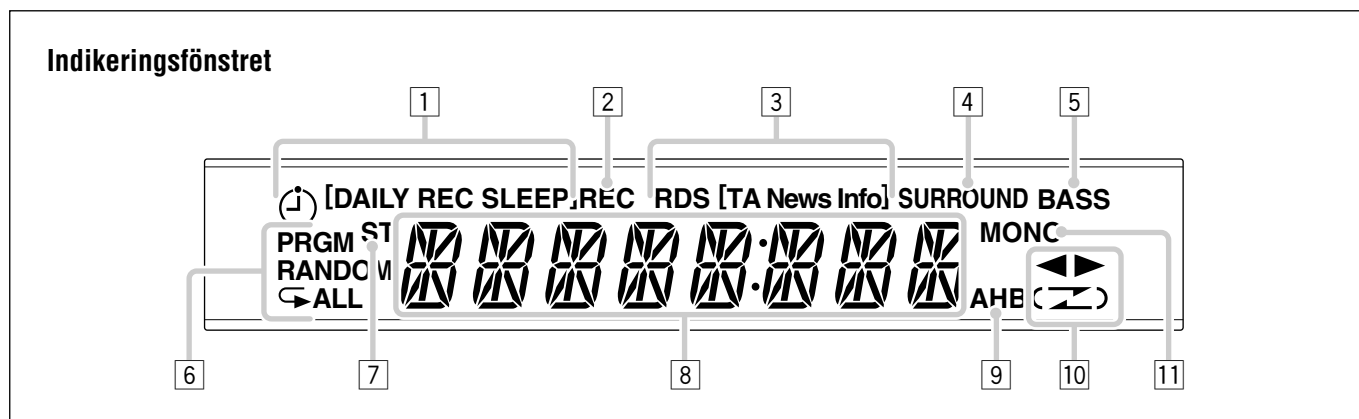 Indikeringsfönstret
1 2 3 4 5
[DAILY REC SLEEP] REC RDS [TA News Info] SURROUND BASS
PRGM ST MONO
RANDOM
ALL AHB
6 7 8 9 10 11